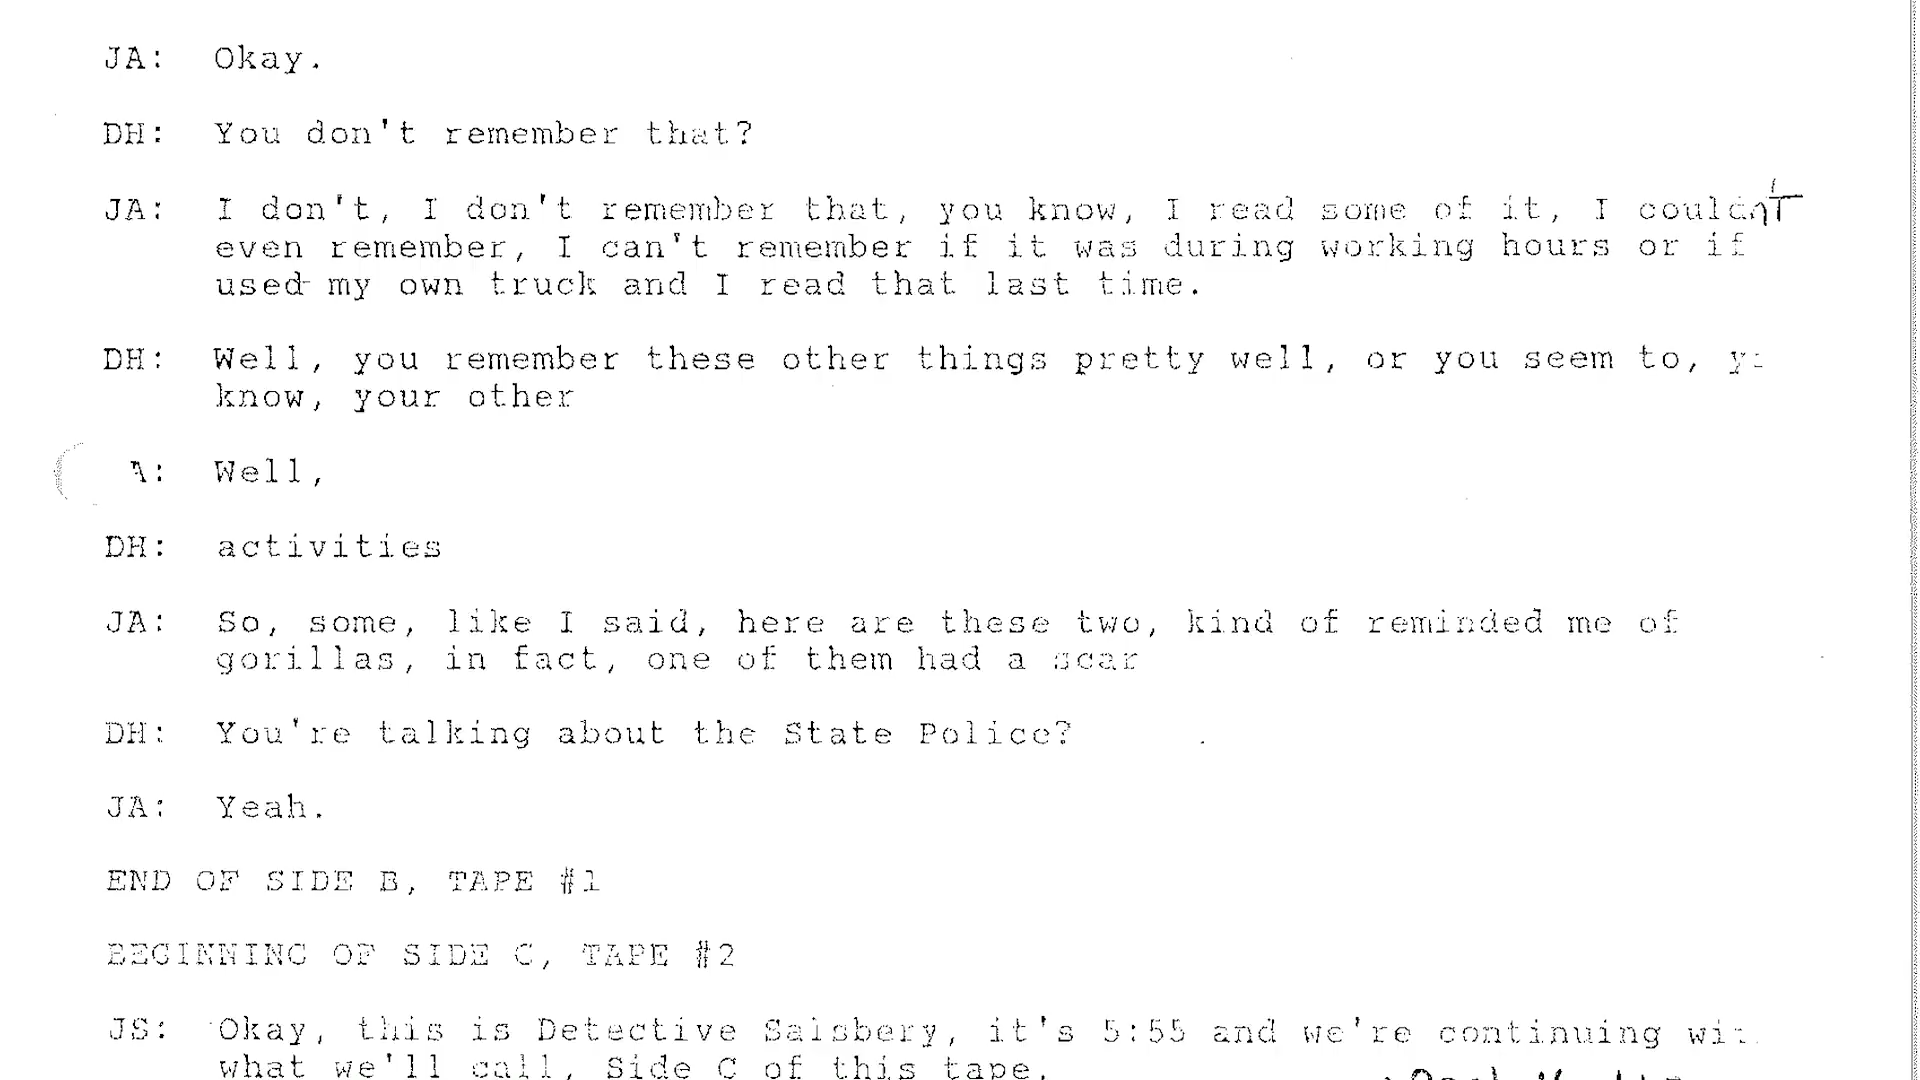 JA: Okay.
DH: You don't remember that?
JA: I don't, I don't remember that, you know, I read some of it, I couldnT
even remember, I can't remember if it was during working hours or if
used my own truck and I read that last time.
DH: Well, you remember these other things pretty well, or you seem to,
know, your other
A: Well,
DH: activities
JA: So, some, like I said, here are these two, kind of reminded me of
gorillas, in fact, one of them had a scar
DH: You're talking about the State Police?
JA: Yeah.
END OF SIDE B, TAPE #1
BEGINNING OF SIDE C, TAPE #2
JS: Okay, this is Detective Salsbery, it's 5:55 and we're continuing
what we'll call, Side C of this tape.